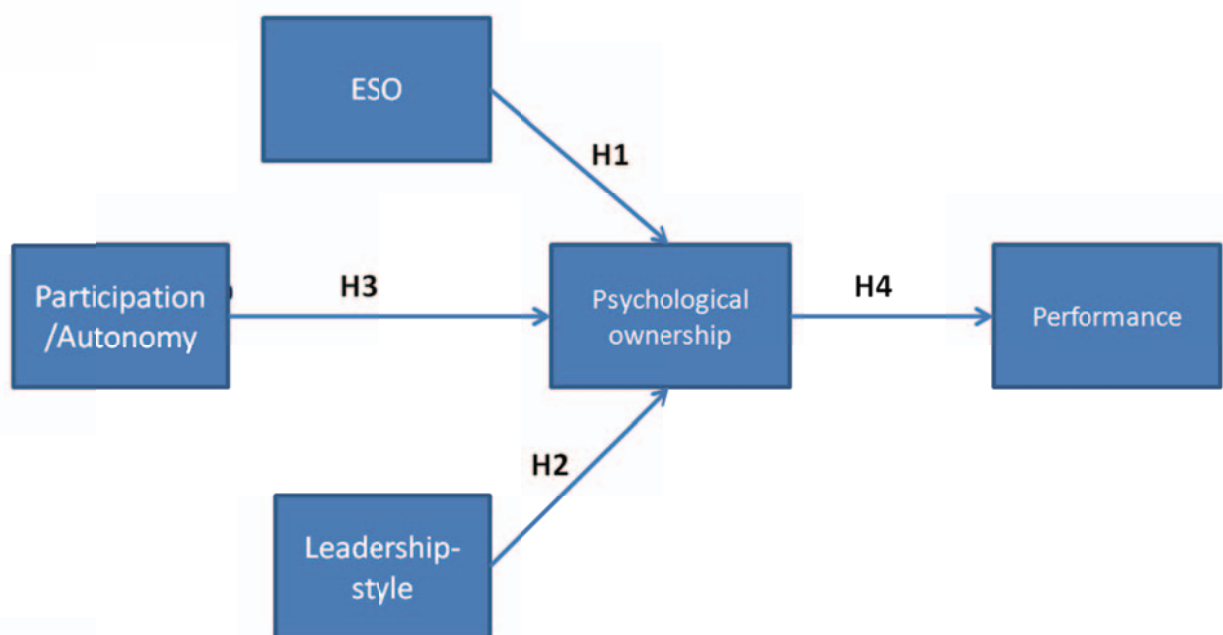 ESO
H1
Participation
/Autonomy
H3
Psychological
ownership
H4
Performance
H2
Leadership-
style